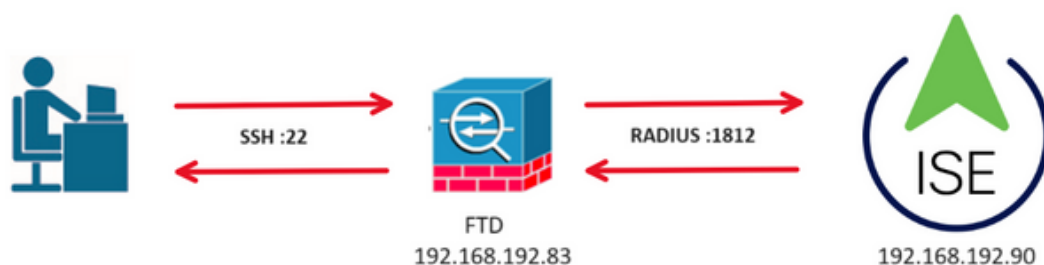 SSH :22
RADIUS :1812
ISE
FTD
192.168.192.83
192.168.192.90